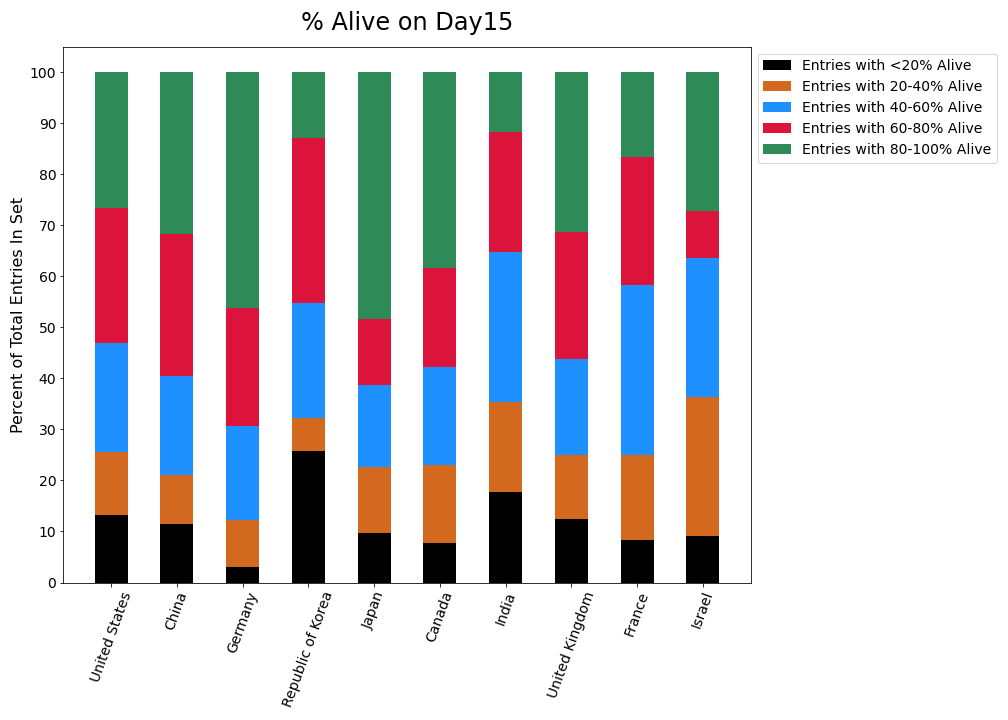 % Alive on Day15
Percent of Total Entries In Set
100
90
80
70
60
50
40
30
20
10
0
United States
China
Germany
Republic of Korea
Japan
Canada
India
United Kingdom
France
Israel
Entries with <20% Alive
Entries with 20-40% Alive
Entries with 40-60% Alive
Entries with 60-80% Alive
Entries with 80-100% Alive